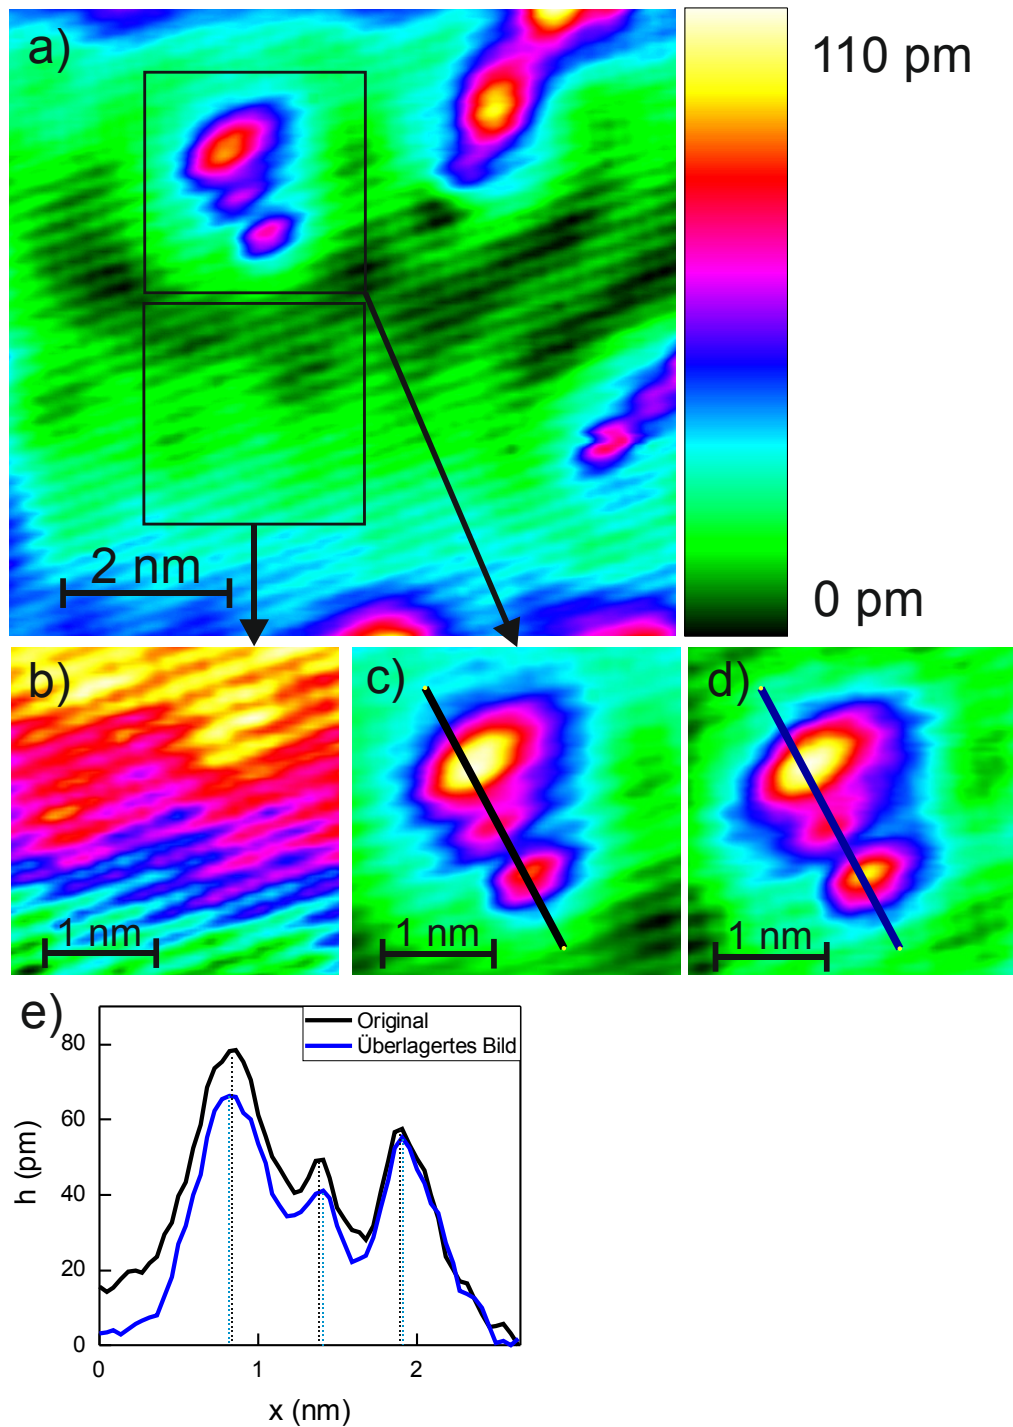 a)
110 pm
2 nm
0 pm
b)
c)
d)
1 nm
1 nm
1 nm
e)
Original
Überlagertes Bild
80
60
40
20
0
h (pm)
0
1
2
x (nm)